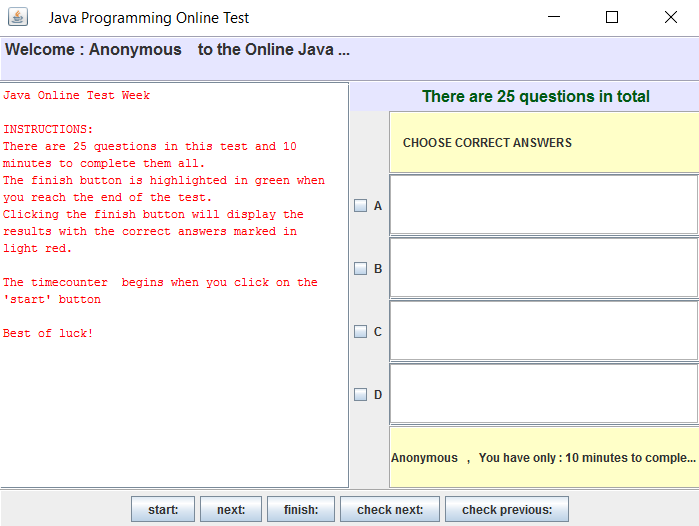 Java Programming Online Test
Welcome : Anonymous to the Online Java ...
Java Online Test Week
INSTRUCTIONS:
There are 25 questions in this test and 10
minutes to complete them all.
The finish button is highlighted in green when
you reach the end of the test.
Clicking the finish button will display the
results with the correct answers marked in
light red.
The timecounter  begins when you click on the
'start' button
Best of luck!
There are 25 questions in total
CHOOSE CORRECT ANSWERS
A
B
C
D
Anonymous , You have only : 10 minutes to comple...
start: next: finish: check next: check previous: